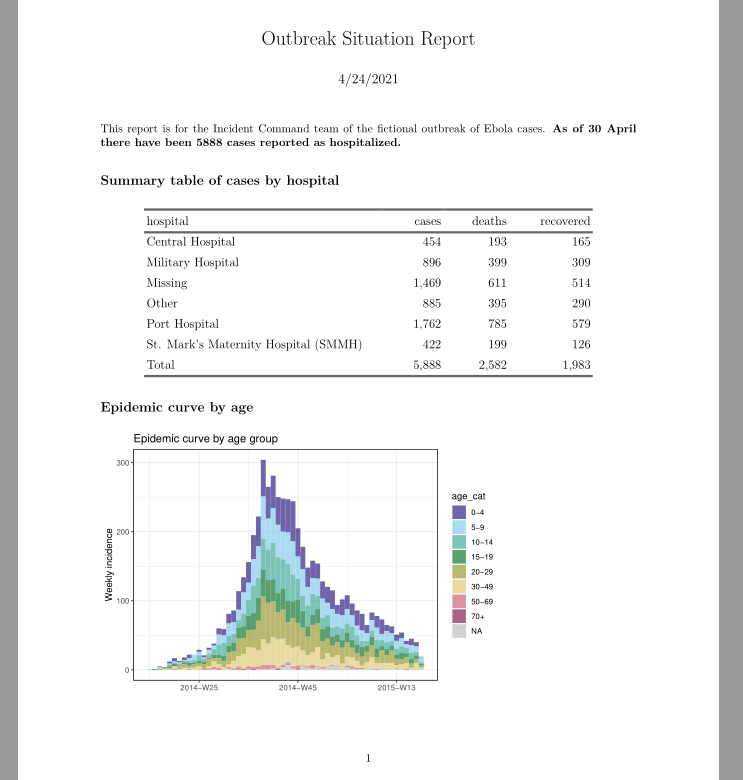 Outbreak Situation Report
4/24/2021
This report is for the Incident Command team of the fictional outbreak of Ebola cases. As of 30 April
there have been 5888 cases reported as hospitalized.
Summary table of cases by hospital
hospital cases deaths recovered
Central Hospital 454 193 165
Military Hospital 896 399 309
Missing 1,469 611 514
Other 885 395 290
Port Hospital 1,762 785 579
St. Mark's Maternity Hospital (SMMH) 422 199 126
Total 5,888 2,582 1,983
Epidemic curve by age
Epidemic curve by age group
Weekly incidence
300
200
100
0
2014−W25 2014−W45 2015−W13
age_cat
0−4
5−9
10−14
15−19
20−29
30−49
50−69
70+
NA
1